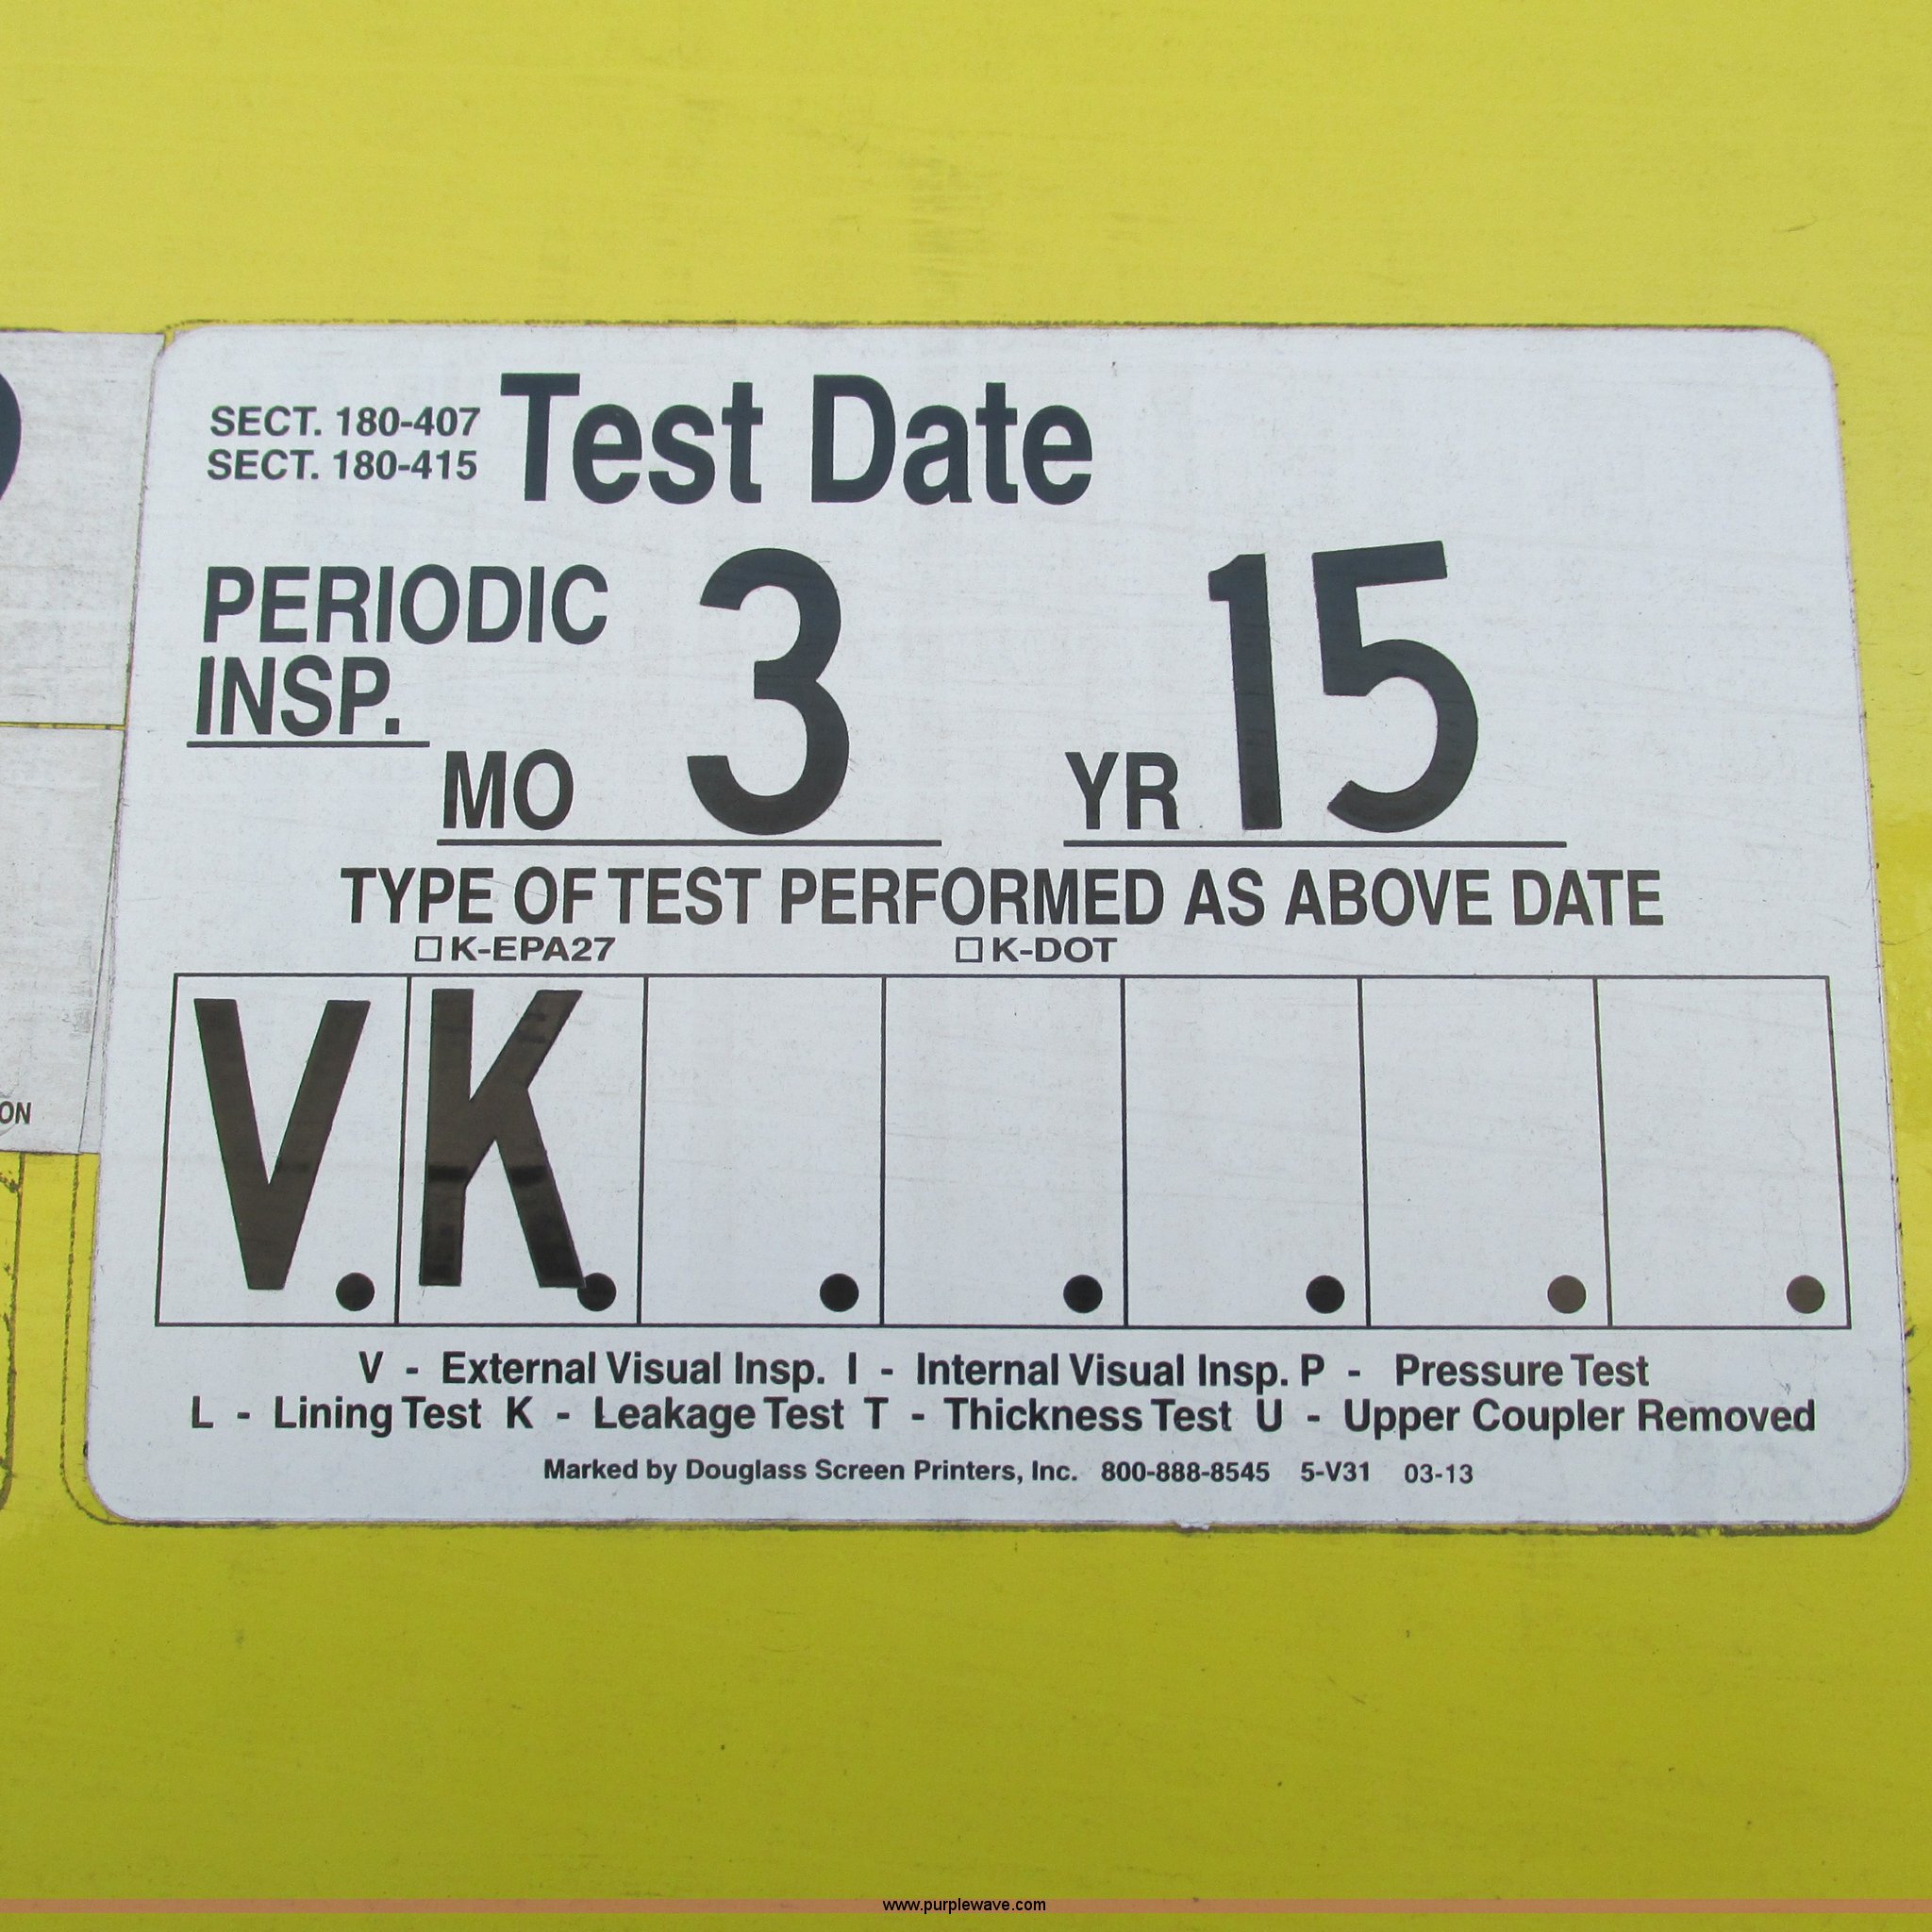 SECT. 180-407
SECT. 180-415
Test Date
PERIODIC
INSP.
MO 3 YR 15
TYPE OF TEST PERFORMED AS ABOVE DATE
☐ K-EPA27 ☐ K-DOT
V. K. . . . . .
V - External Visual Insp. I - Internal Visual Insp. P - Pressure Test
L - Lining Test K - Leakage Test T - Thickness Test U - Upper Coupler Removed
Marked by Douglass Screen Printers, Inc. 800-888-8545 5-V31 03-13
ON
www.purplewave.com